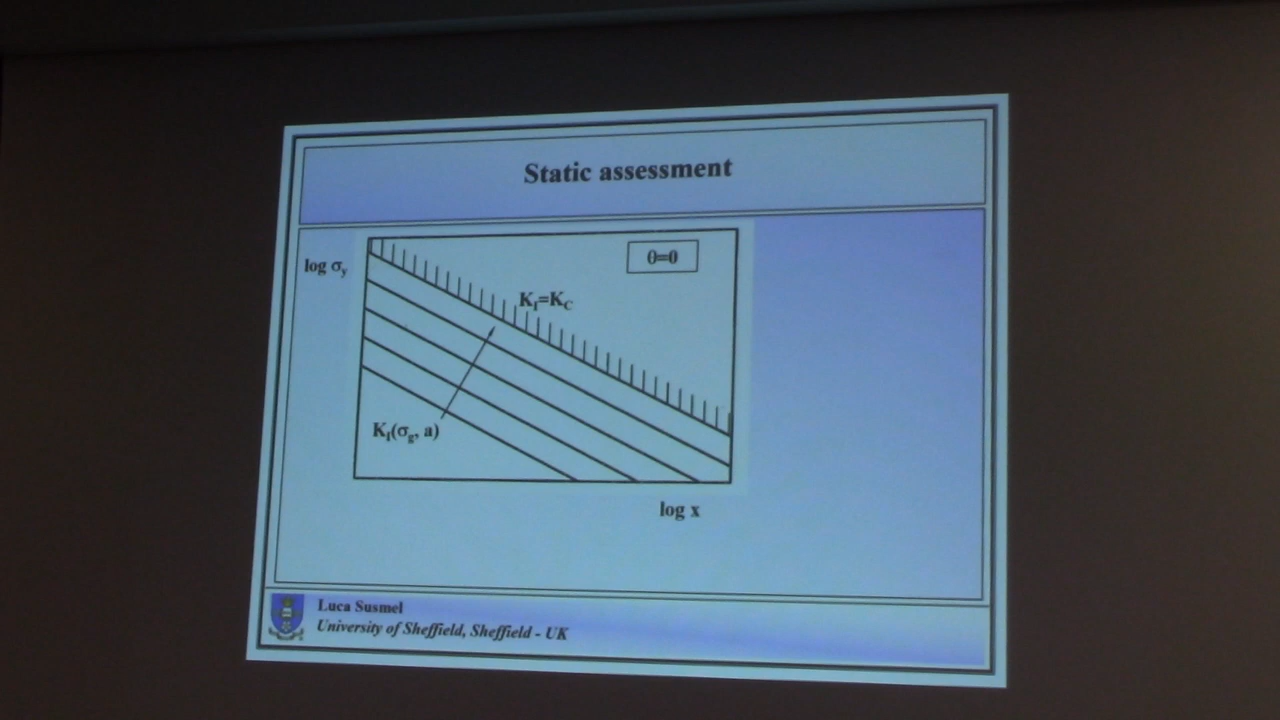 Static assessment
log σy
θ=0
KI=KC
KI(σg, a)
log x
Luca Susmel
University of Sheffield, Sheffield - UK